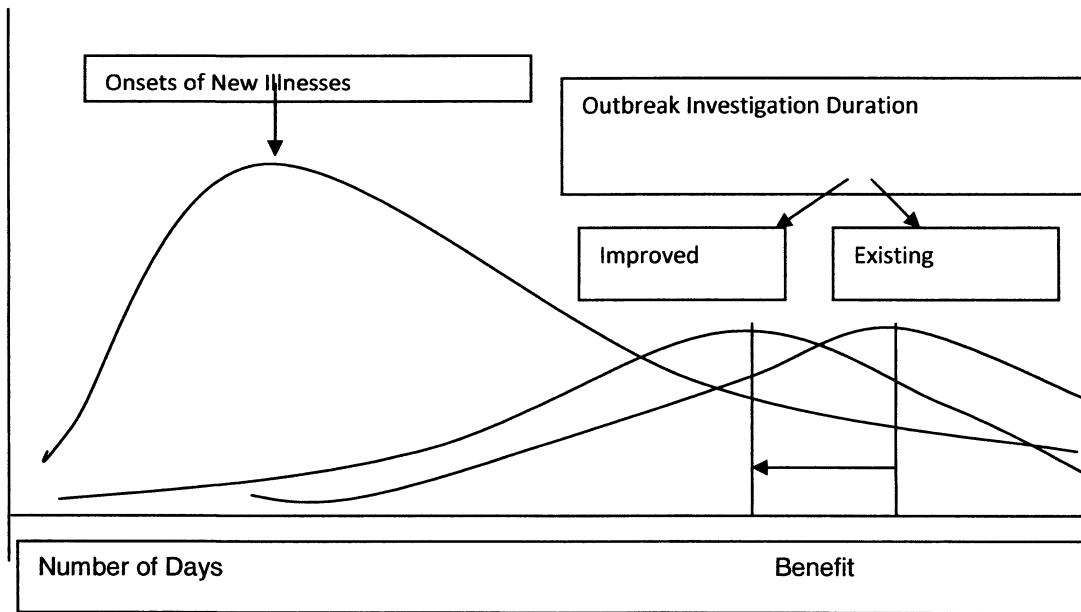 Onsets of New Illnesses
Outbreak Investigation Duration
Improved
Existing
Number of Days
Benefit